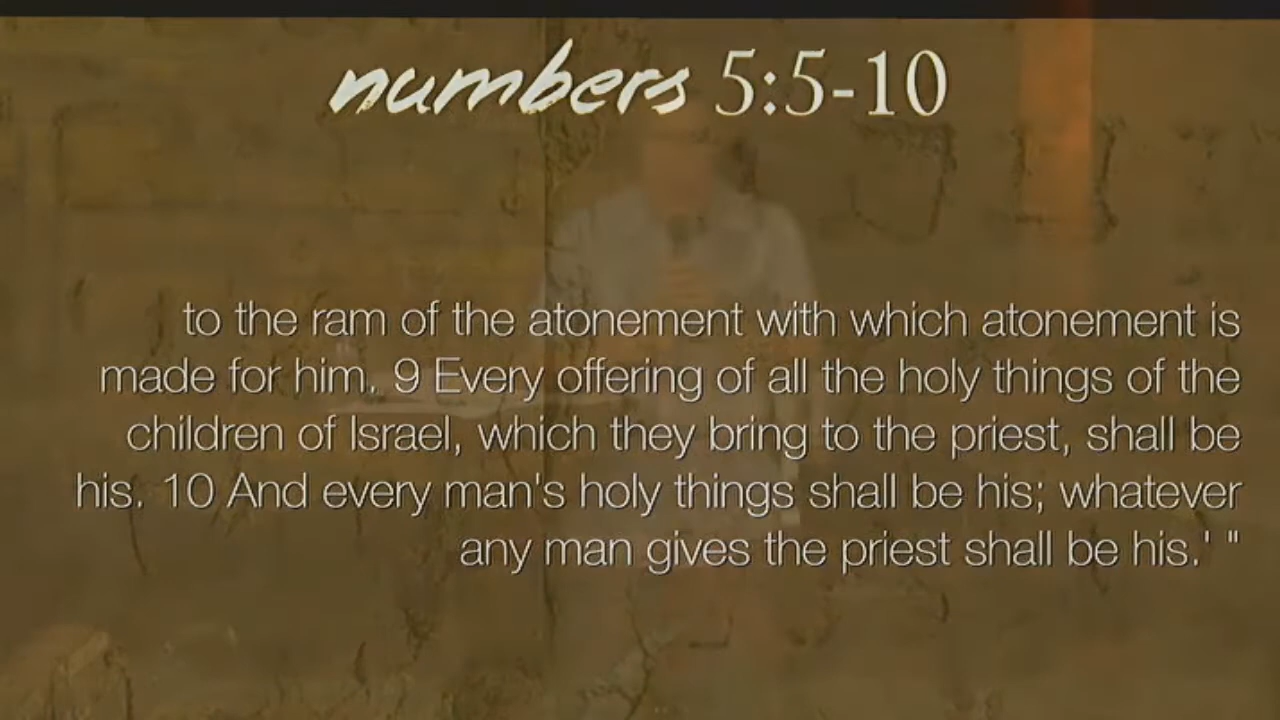 numbers 5:5-10
to the ram of the atonement with which atonement is
made for him. 9 Every offering of all the holy things of the
children of Israel, which they bring to the priest, shall be
his. 10 And every man's holy things shall be his; whatever
any man gives the priest shall be his.' "